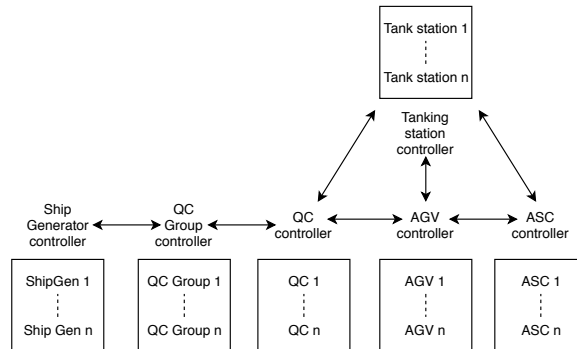 Tank station 1
Tank station n
Tanking
station
controller
Ship
Generator
controller
QC
Group
controller
QC
controller
AGV
controller
ASC
controller
ShipGen 1
Ship Gen n
QC Group 1
QC Group n
QC 1
QC n
AGV 1
AGV n
ASC 1
ASC n